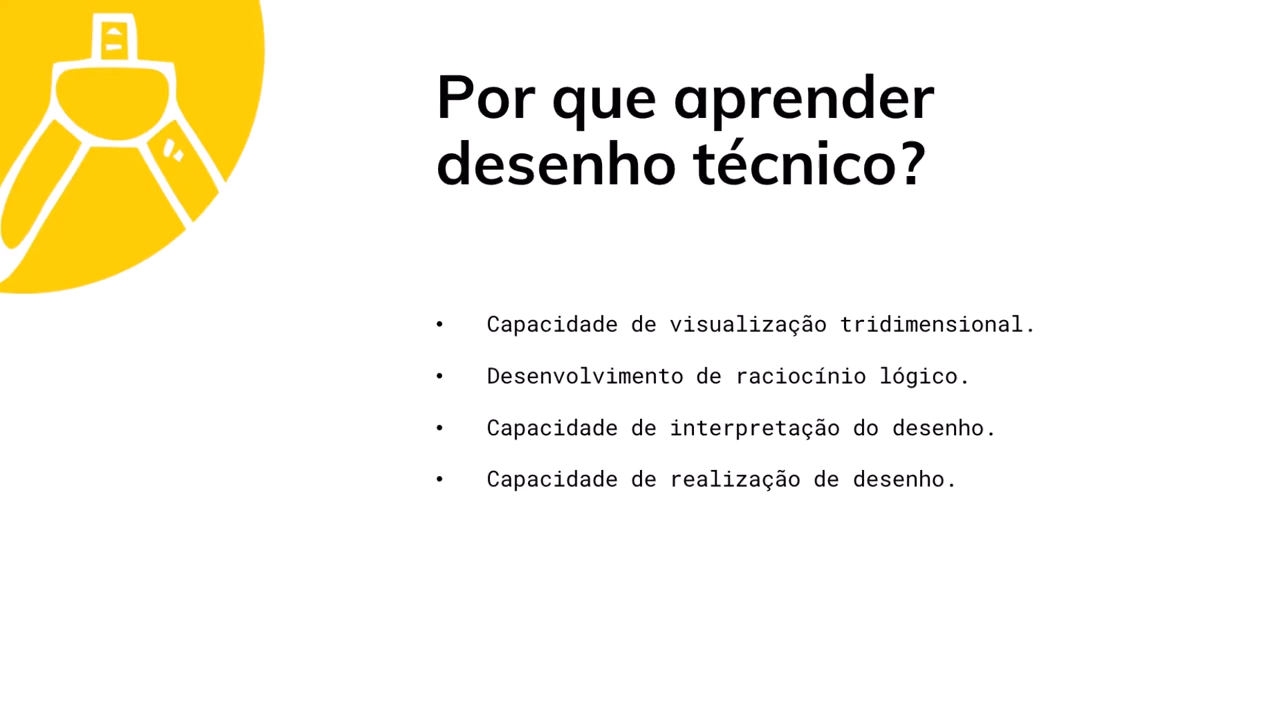 Por que aprender
desenho técnico?
• Capacidade de visualização tridimensional.
• Desenvolvimento de raciocínio lógico.
• Capacidade de interpretação do desenho.
• Capacidade de realização de desenho.